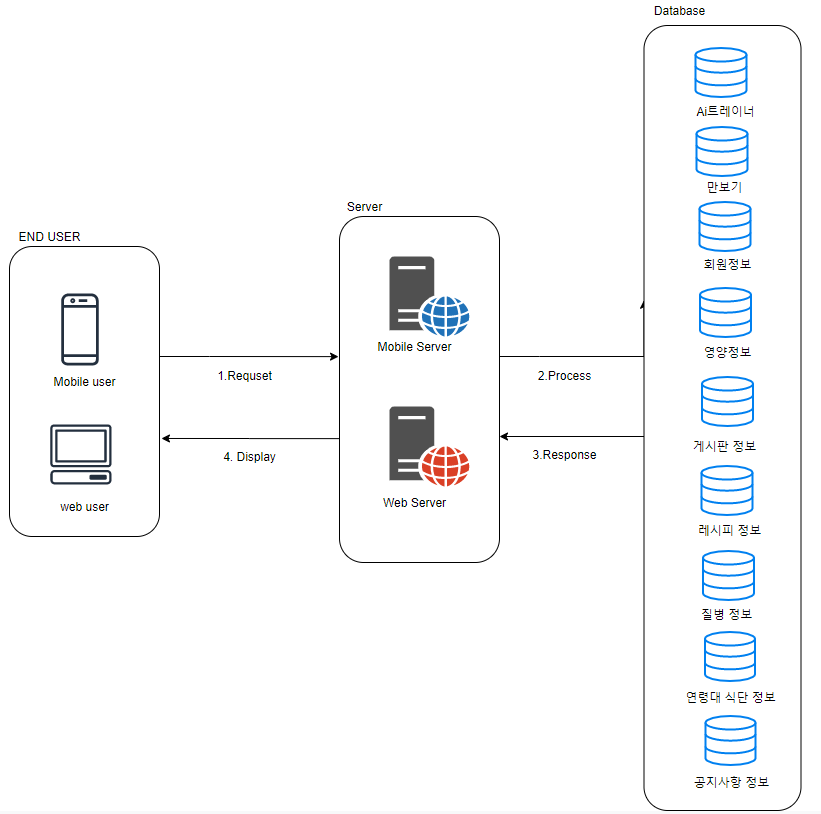 Database
Ai트레이너
만보기
회원정보
영양정보
게시판 정보
레시피 정보
질병 정보
연령대 식단 정보
공지사항 정보
Server
Mobile Server
Web Server
END USER
Mobile user
web user
1.Requset
2.Process
3.Response
4. Display